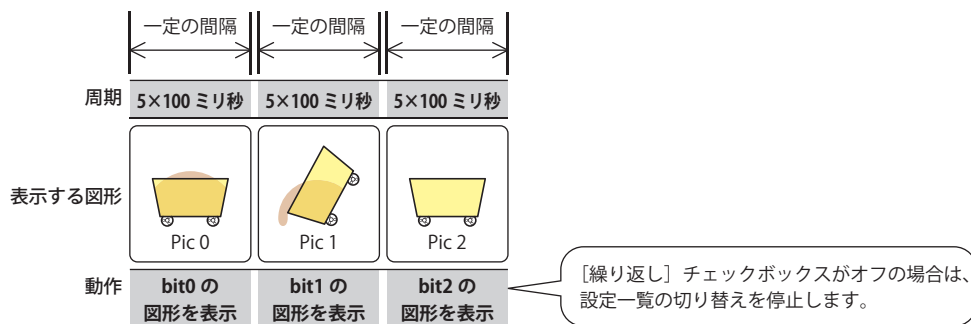 一定の間隔 一定の間隔 一定の間隔
周期 5×100 ミリ秒 5×100 ミリ秒 5×100 ミリ秒
表示する図形
Pic 0 Pic 1 Pic 2
動作 bit0 の bit1 の bit2 の
図形を表示 図形を表示 図形を表示
［繰り返し］チェックボックスがオフの場合は、
設定一覧の切り替えを停止します。